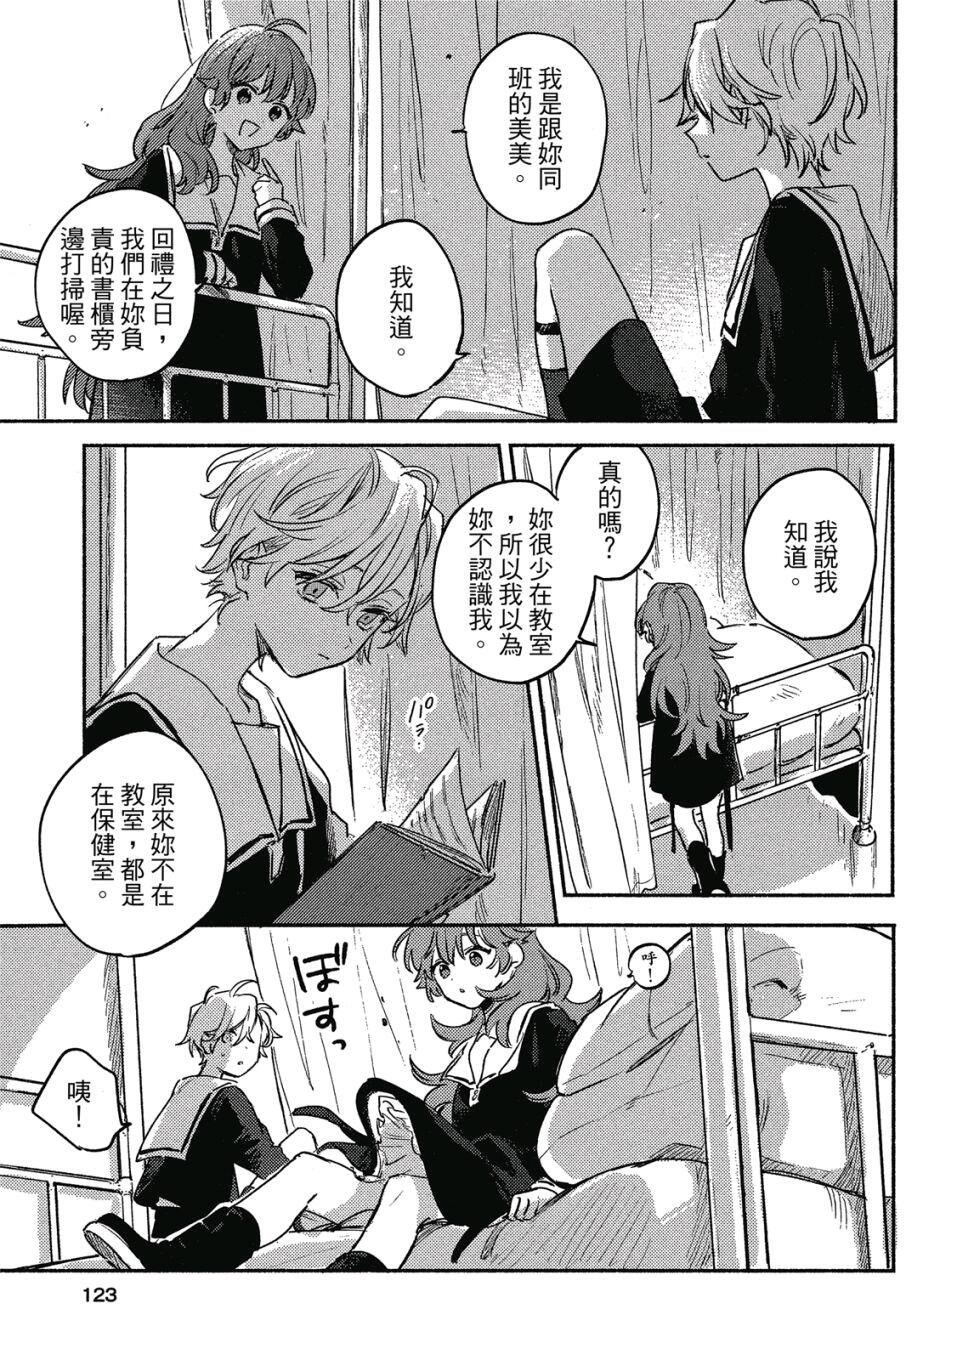 我是跟妳同
班的美美。
我知道。
回禮之日，
我們在妳負
責的書櫃旁
邊打掃喔。
我說我
知道。
真的嗎？
妳很少在教室
，所以我以為
妳不認識我。
パラ
原來妳不在
教室，都是
在保健室。
呼！
ぼすっ
咦！
123